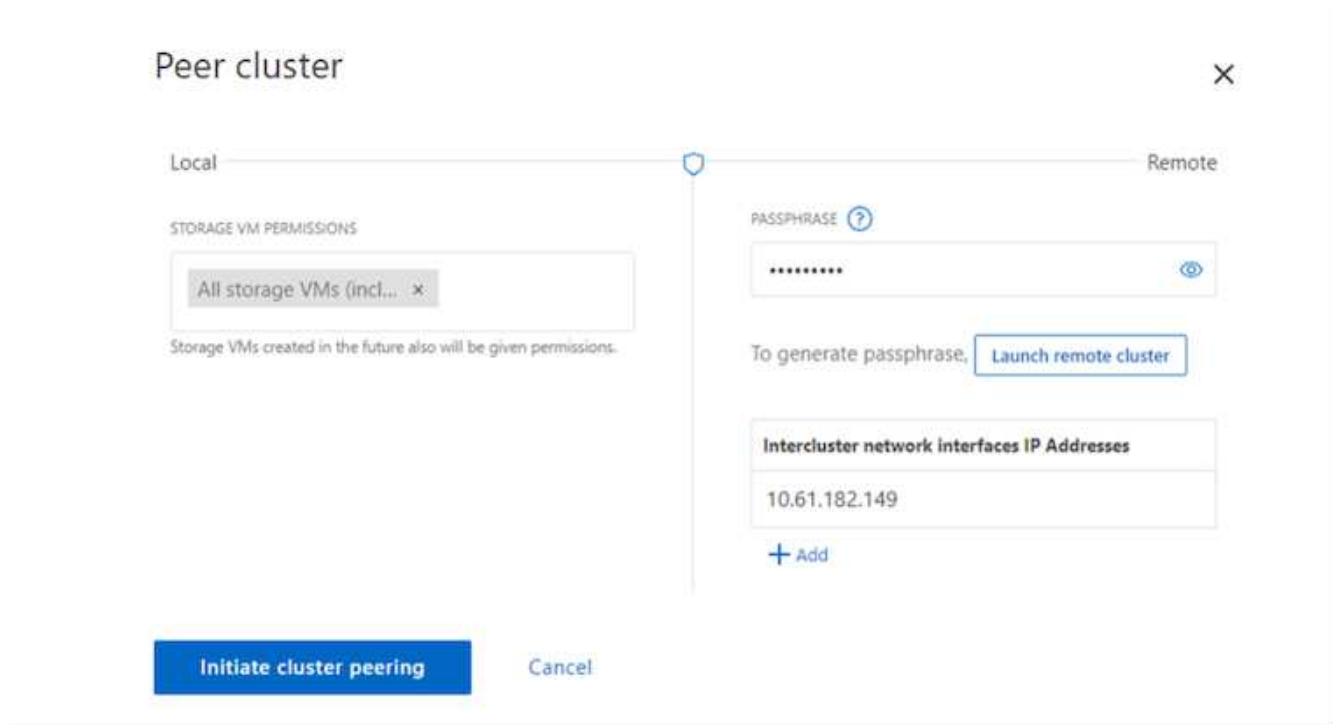 Peer cluster
Local
Remote
STORAGE VM PERMISSIONS
All storage VMs (incl... ×
Storage VMs created in the future also will be given permissions.
PASSPHRASE ?
•••••••••
To generate passphrase, Launch remote cluster
Intercluster network interfaces IP Addresses
10.61.182.149
+ Add
Initiate cluster peering
Cancel